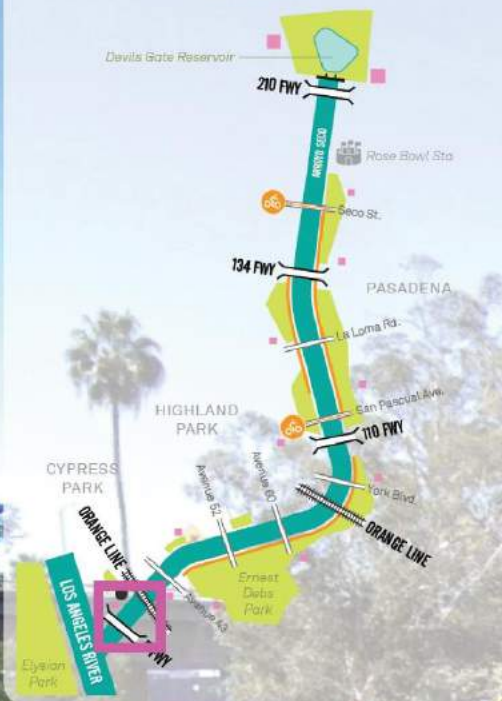 Devils Gate Reservoir
210 FWY
ARROYO SECO
Rose Bowl Sta
Seco St.
134 FWY
PASADENA
La Loma Rd.
San Pascual Ave.
HIGHLAND
PARK
110 FWY
CYPRESS
PARK
Avenue 52
Avenue 60
York Blvd.
ORANGE LINE
ORANGE LINE
Ernest
Debs
Park
Avenue 43
LOS ANGELES RIVER
FWY
Elysian
Park